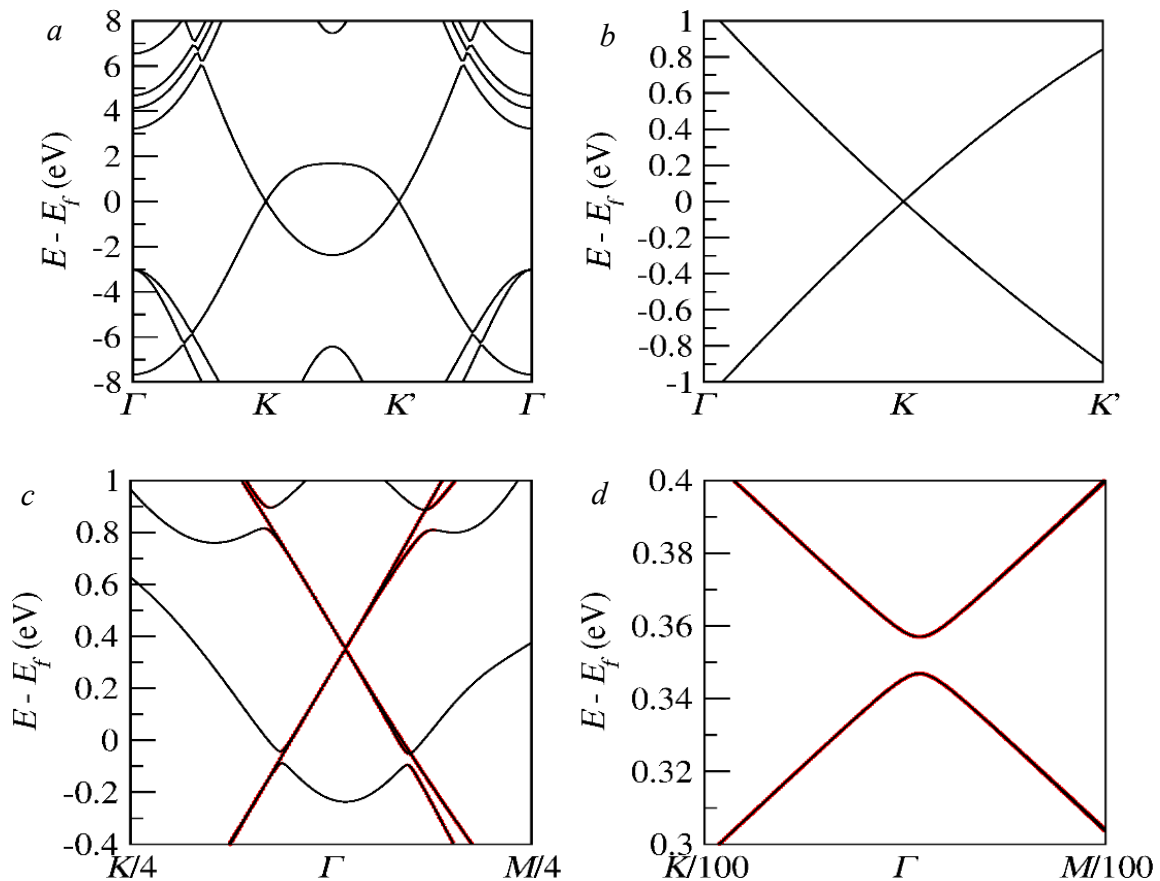 a
8
6
4
2
0
-2
-4
-6
-8
E - E_f (eV)
Γ K K' Γ
b
1
0.8
0.6
0.4
0.2
0
-0.2
-0.4
-0.6
-0.8
-1
E - E_f (eV)
Γ K K'
c
1
0.8
0.6
0.4
0.2
0
-0.2
-0.4
E - E_f (eV)
K/4 Γ M/4
d
0.4
0.38
0.36
0.34
0.32
0.3
E - E_f (eV)
K/100 Γ M/100